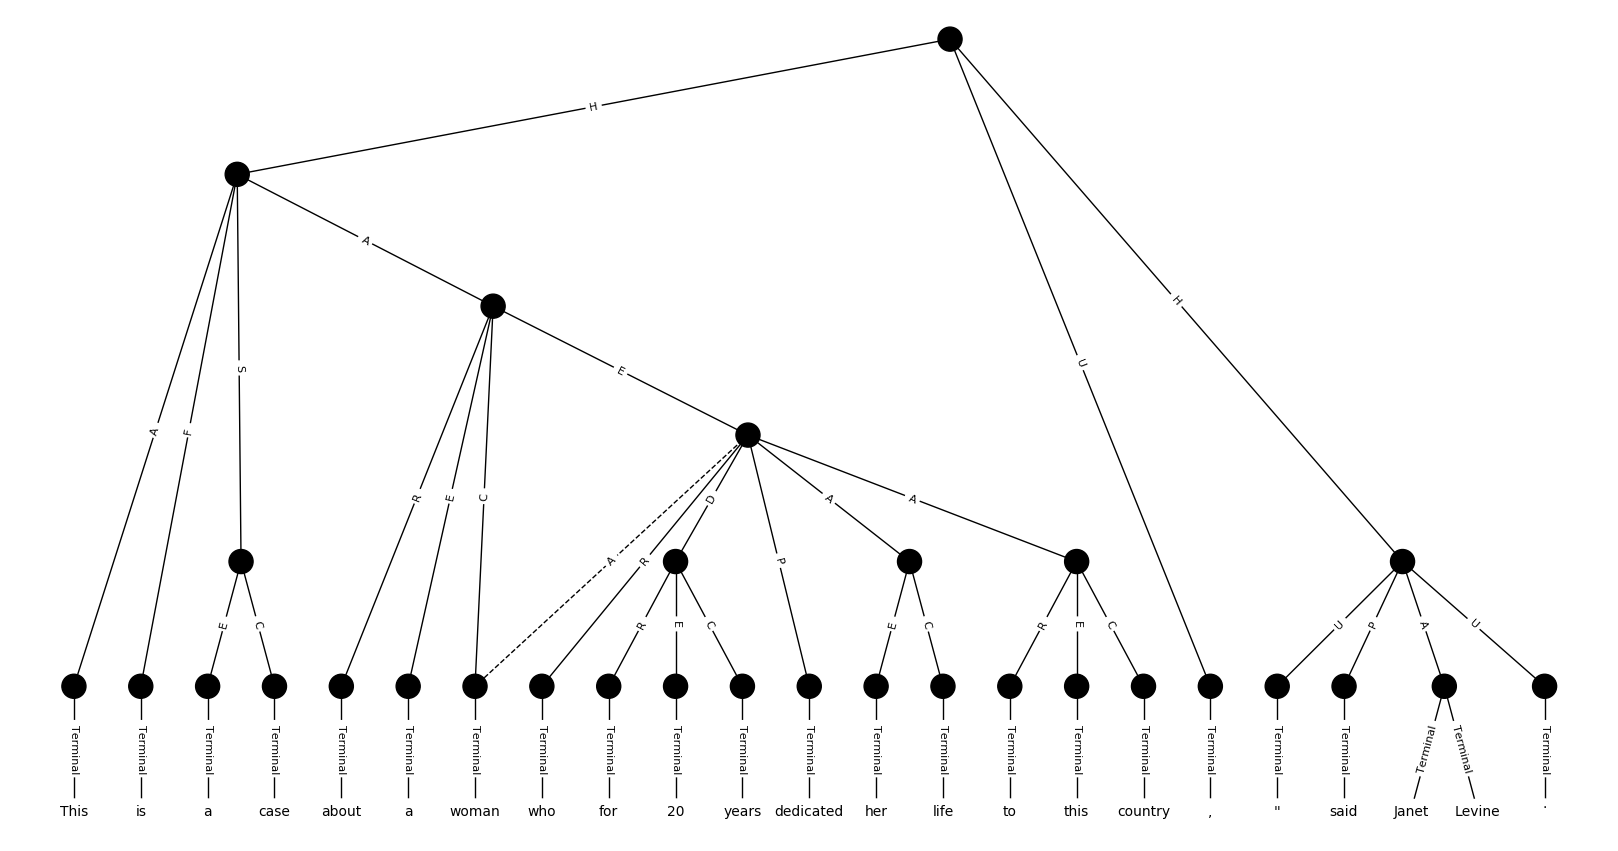 H
A
S
A F
E
U
H
R E C
D A A
A R P
E C
R E C
E C
R E C
U P A U
Terminal Terminal Terminal Terminal Terminal Terminal Terminal Terminal Terminal Terminal Terminal Terminal Terminal Terminal Terminal Terminal Terminal Terminal Terminal Terminal Terminal Terminal Terminal
This is a case about a woman who for 20 years dedicated her life to this country , " said Janet Levine .